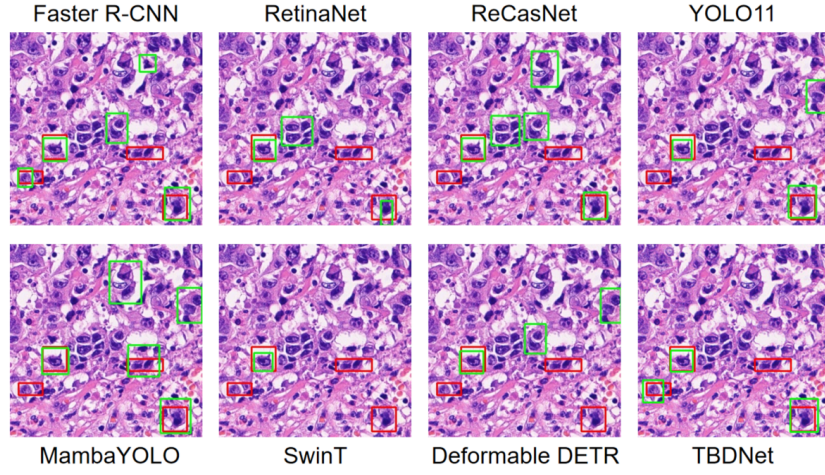 Faster R-CNN RetinaNet ReCasNet YOLO11
MambaYOLO SwinT Deformable DETR TBDNet